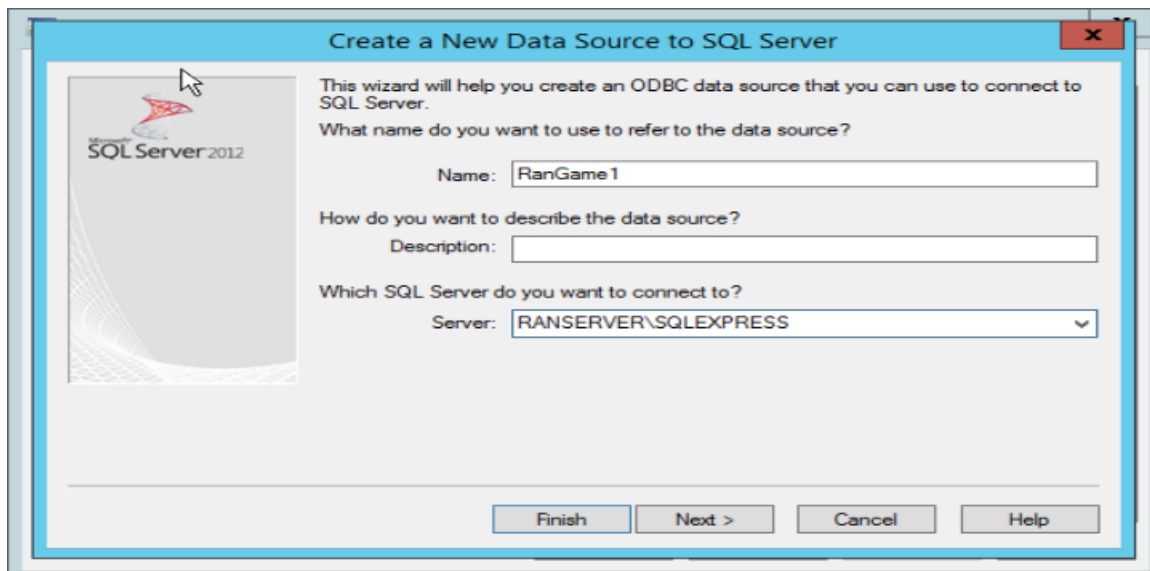 Create a New Data Source to SQL Server
x
This wizard will help you create an ODBC data source that you can use to connect to
SQL Server.
What name do you want to use to refer to the data source?
Microsoft
SQL Server 2012
Name: RanGame1
How do you want to describe the data source?
Description:
Which SQL Server do you want to connect to?
Server: RANSERVER\SQLEXPRESS
Finish
Next >
Cancel
Help